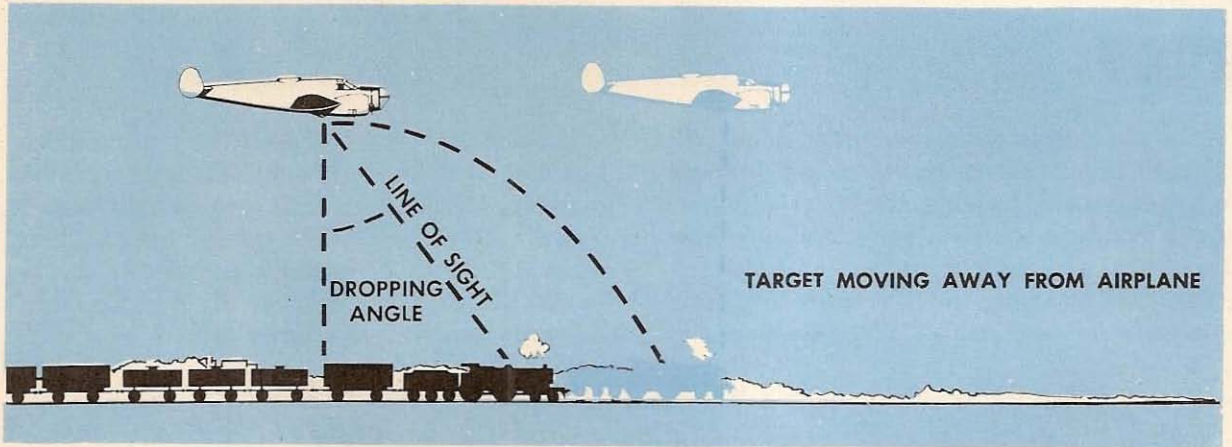 LINE OF SIGHT
DROPPING
ANGLE
TARGET MOVING AWAY FROM AIRPLANE